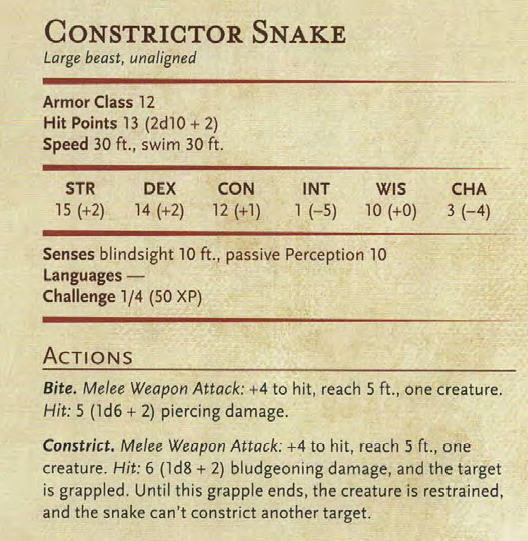 CONSTRICTOR SNAKE
Large beast, unaligned
Armor Class 12
Hit Points 13 (2d10 + 2)
Speed 30 ft., swim 30 ft.
STR DEX CON INT WIS CHA
15 (+2) 14 (+2) 12 (+1) 1 (−5) 10 (+0) 3 (−4)
Senses blindsight 10 ft., passive Perception 10
Languages —
Challenge 1/4 (50 XP)
ACTIONS
Bite. Melee Weapon Attack: +4 to hit, reach 5 ft., one creature.
Hit: 5 (1d6 + 2) piercing damage.
Constrict. Melee Weapon Attack: +4 to hit, reach 5 ft., one
creature. Hit: 6 (1d8 + 2) bludgeoning damage, and the target
is grappled. Until this grapple ends, the creature is restrained,
and the snake can't constrict another target.